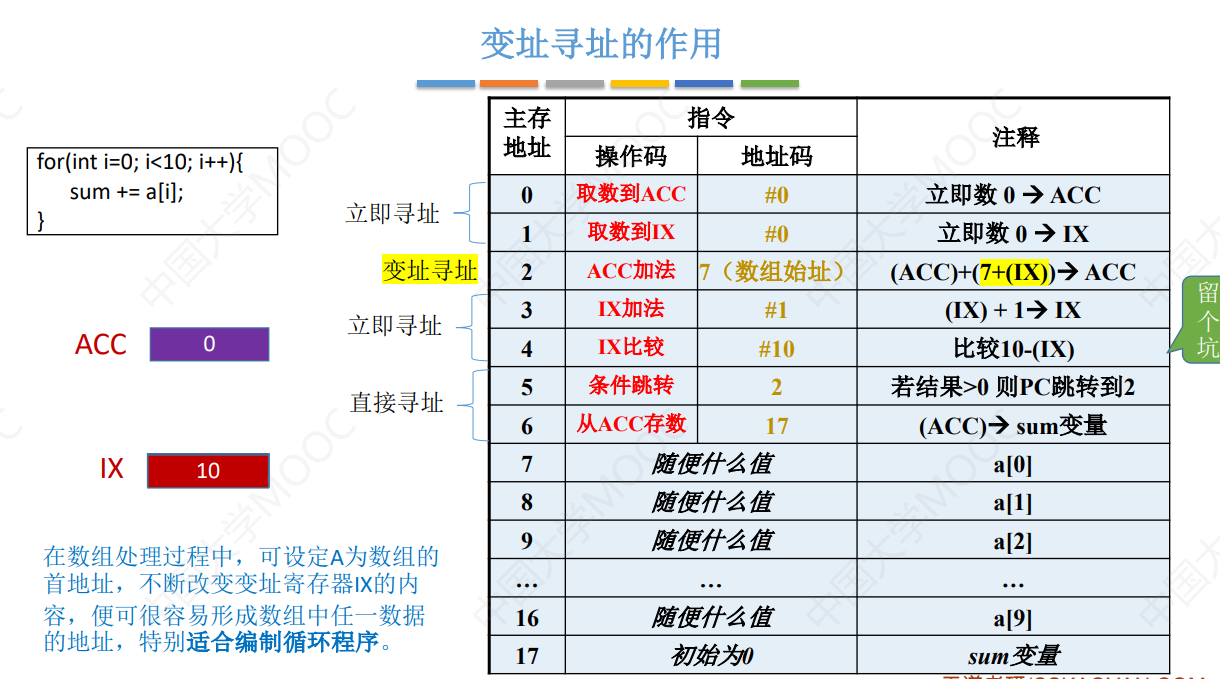 变址寻址的作用
for(int i=0; i<10; i++){
sum += a[i];
}
主存地址 指令 注释
操作码 地址码
立即寻址
0 取数到ACC #0 立即数 0 → ACC
1 取数到IX #0 立即数 0 → IX
变址寻址
2 ACC加法 7（数组始址） (ACC)+(7+(IX))→ ACC
立即寻址
3 IX加法 #1 (IX) + 1→ IX
4 IX比较 #10 比较10-(IX)
留个坑
直接寻址
5 条件跳转 2 若结果>0 则PC跳转到2
6 从ACC存数 17 (ACC)→ sum变量
7 随便什么值 a[0]
8 随便什么值 a[1]
9 随便什么值 a[2]
… … …
16 随便什么值 a[9]
17 初始为0 sum变量
ACC 0
IX 10
在数组处理过程中，可设定A为数组的
首地址，不断改变变址寄存器IX的内
容，便可很容易形成数组中任一数据
的地址，特别适合编制循环程序。
中国大学MOOC